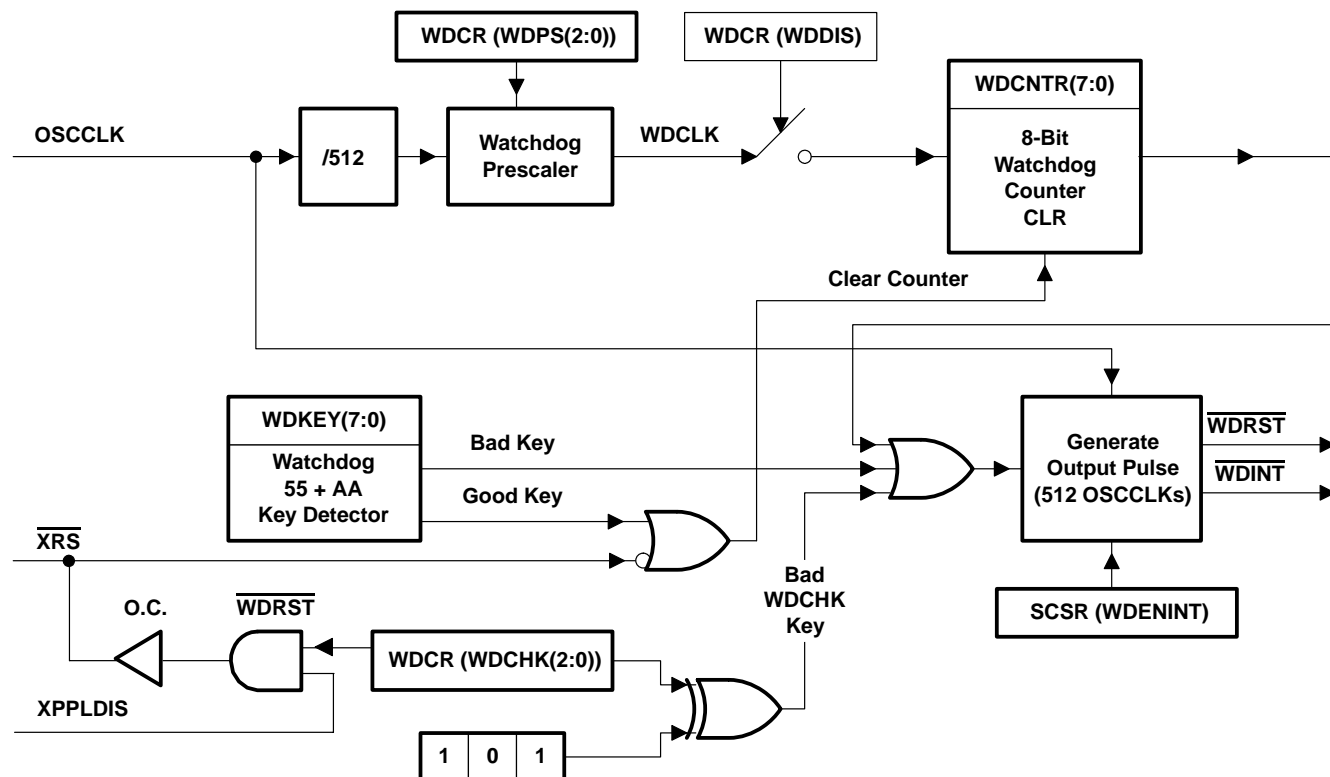 WDCR (WDPS(2:0))
WDCR (WDDIS)
WDCNTR(7:0)
OSCCLK
/512
Watchdog
Prescaler
WDCLK
8-Bit
Watchdog
Counter
CLR
Clear Counter
WDKEY(7:0)
Watchdog
55 + AA
Key Detector
Bad Key
Good Key
Generate
Output Pulse
(512 OSCCLKs)
WDRST
WDINT
XRS
O.C.
WDRST
WDCR (WDCHK(2:0))
Bad
WDCHK
Key
SCSR (WDENINT)
XPPLDIS
1 0 1